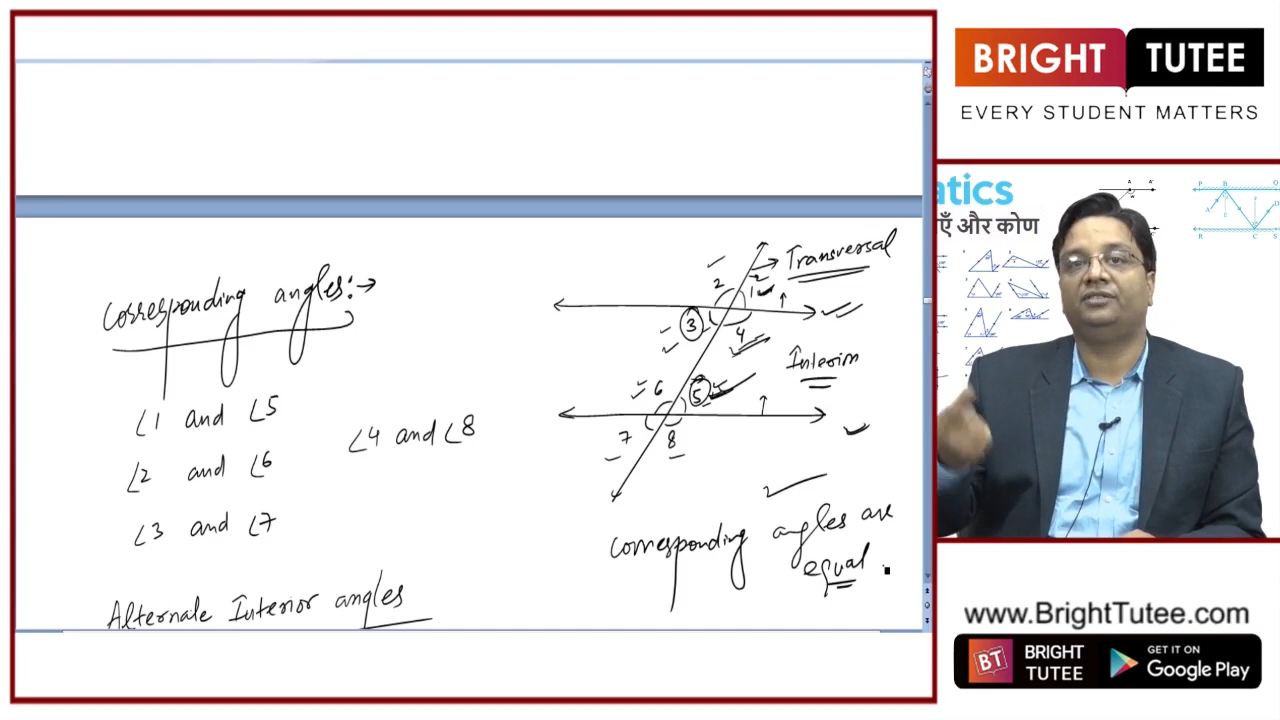 BRIGHT TUTEE
EVERY STUDENT MATTERS
atics
एँ और कोण
Corresponding angles:→
∠1 and ∠5
∠2 and ∠6
∠3 and ∠7
∠4 and ∠8
Alternate Interior angles
Transversal
2
1
3
4
Interior
6
5
7
8
corresponding angles are
equal.
P B Q
A
R C S
D
A
www.BrightTutee.com
BT BRIGHT TUTEE
GET IT ON
Google Play